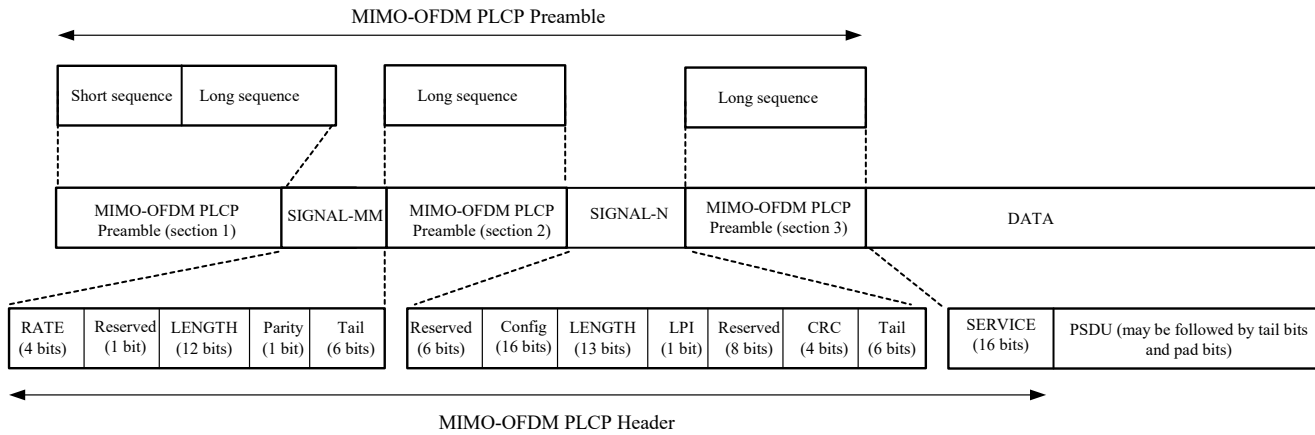 MIMO-OFDM PLCP Preamble
Short sequence
Long sequence
Long sequence
Long sequence
MIMO-OFDM PLCP
Preamble (section 1)
SIGNAL-MM
MIMO-OFDM PLCP
Preamble (section 2)
SIGNAL-N
MIMO-OFDM PLCP
Preamble (section 3)
DATA
RATE
(4 bits)
Reserved
(1 bit)
LENGTH
(12 bits)
Parity
(1 bit)
Tail
(6 bits)
Reserved
(6 bits)
Config
(16 bits)
LENGTH
(13 bits)
LPI
(1 bit)
Reserved
(8 bits)
CRC
(4 bits)
Tail
(6 bits)
SERVICE
(16 bits)
PSDU (may be followed by tail bits
and pad bits)
MIMO-OFDM PLCP Header